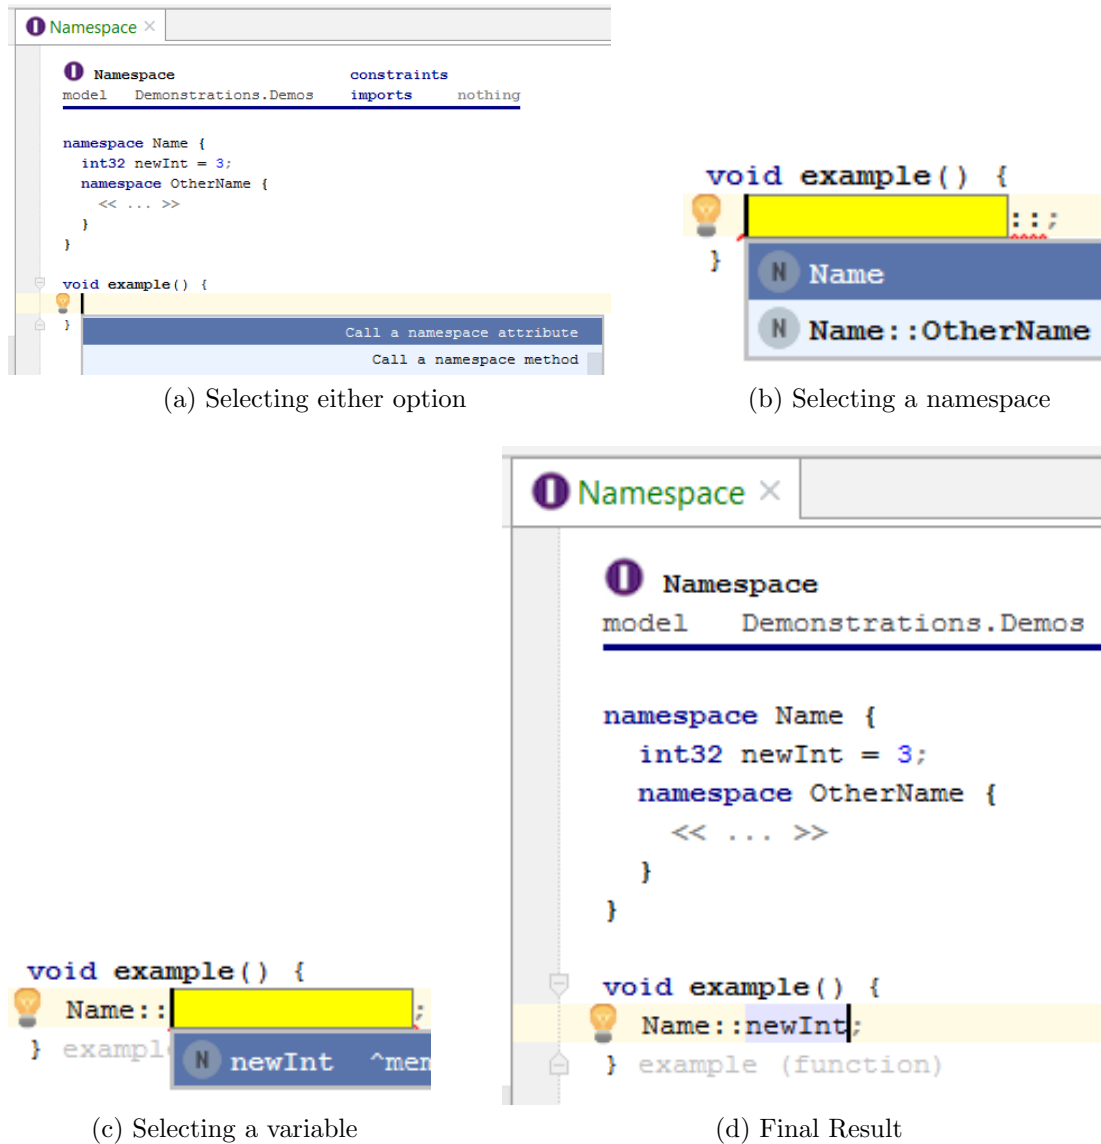 Namespace
Namespace constraints
model Demonstrations.Demos imports nothing
namespace Name {
int32 newInt = 3;
namespace OtherName {
<< ... >>
}
}
void example() {
}
Call a namespace attribute
Call a namespace method
(a) Selecting either option
void example() {
::;
}
N Name
N Name::OtherName
(b) Selecting a namespace
void example() {
Name:: ;
} exampl
N newInt ^mem
(c) Selecting a variable
Namespace
Namespace
model Demonstrations.Demos
namespace Name {
int32 newInt = 3;
namespace OtherName {
<< ... >>
}
}
void example() {
Name::newInt;
} example (function)
(d) Final Result